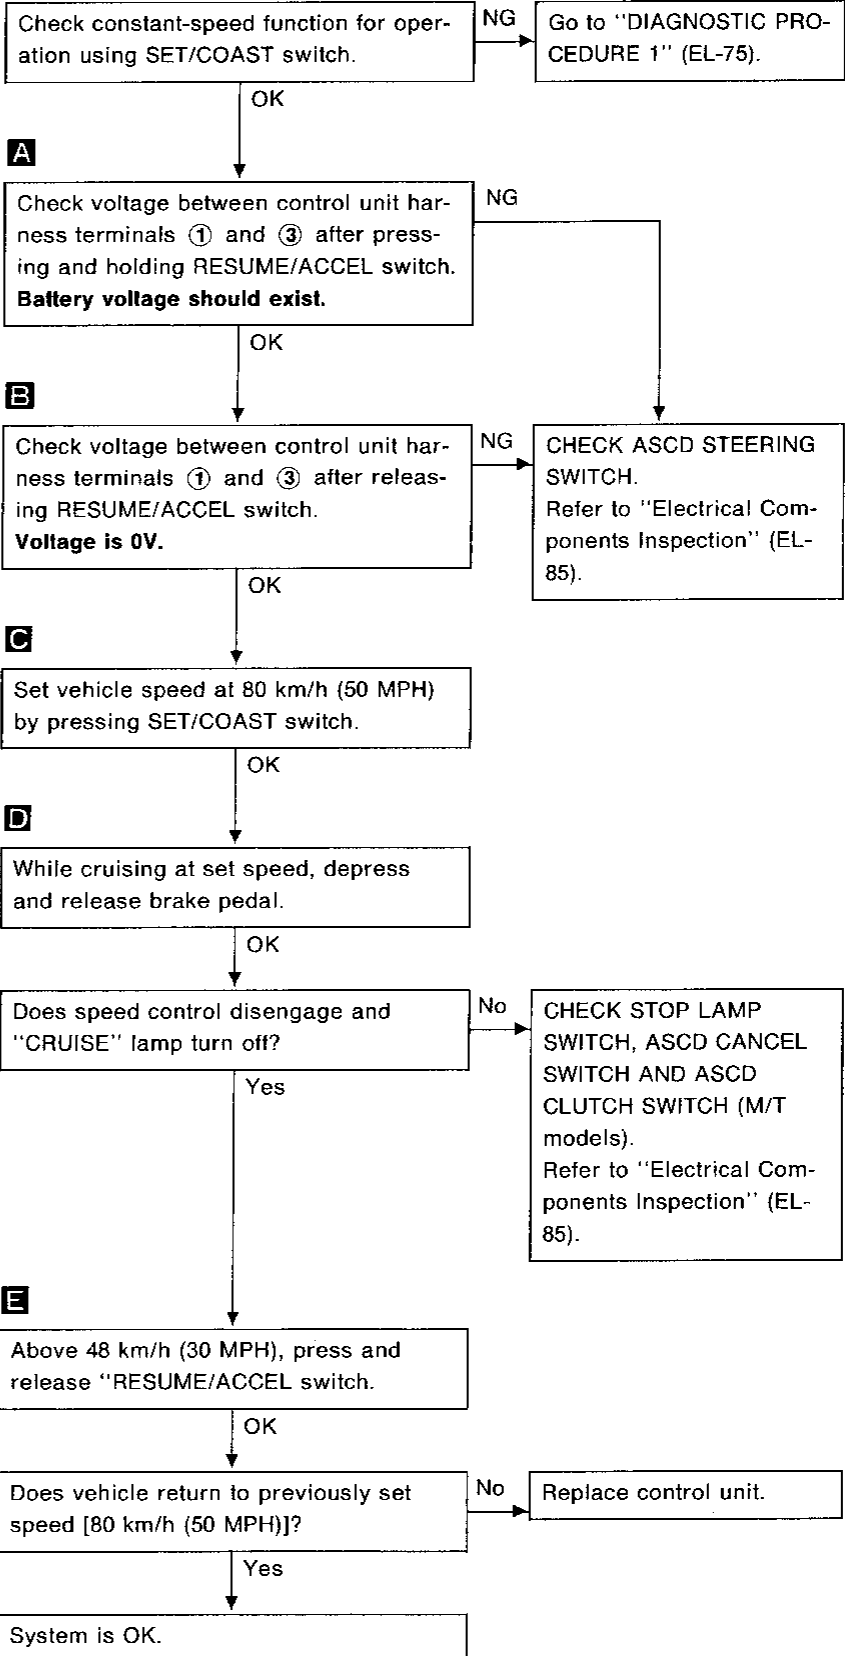 Check constant-speed function for oper-
ation using SET/COAST switch.
NG
Go to "DIAGNOSTIC PRO-
CEDURE 1" (EL-75).
OK
A
Check voltage between control unit har-
ness terminals ① and ③ after press-
ing and holding RESUME/ACCEL switch.
Battery voltage should exist.
NG
OK
B
Check voltage between control unit har-
ness terminals ① and ③ after releas-
ing RESUME/ACCEL switch.
Voltage is 0V.
NG
CHECK ASCD STEERING
SWITCH.
Refer to "Electrical Com-
ponents Inspection" (EL-
85).
OK
C
Set vehicle speed at 80 km/h (50 MPH)
by pressing SET/COAST switch.
OK
D
While cruising at set speed, depress
and release brake pedal.
OK
Does speed control disengage and
"CRUISE" lamp turn off?
No
CHECK STOP LAMP
SWITCH, ASCD CANCEL
SWITCH AND ASCD
CLUTCH SWITCH (M/T
models).
Refer to "Electrical Com-
ponents Inspection" (EL-
85).
Yes
E
Above 48 km/h (30 MPH), press and
release "RESUME/ACCEL switch.
OK
Does vehicle return to previously set
speed [80 km/h (50 MPH)]?
No
Replace control unit.
Yes
System is OK.